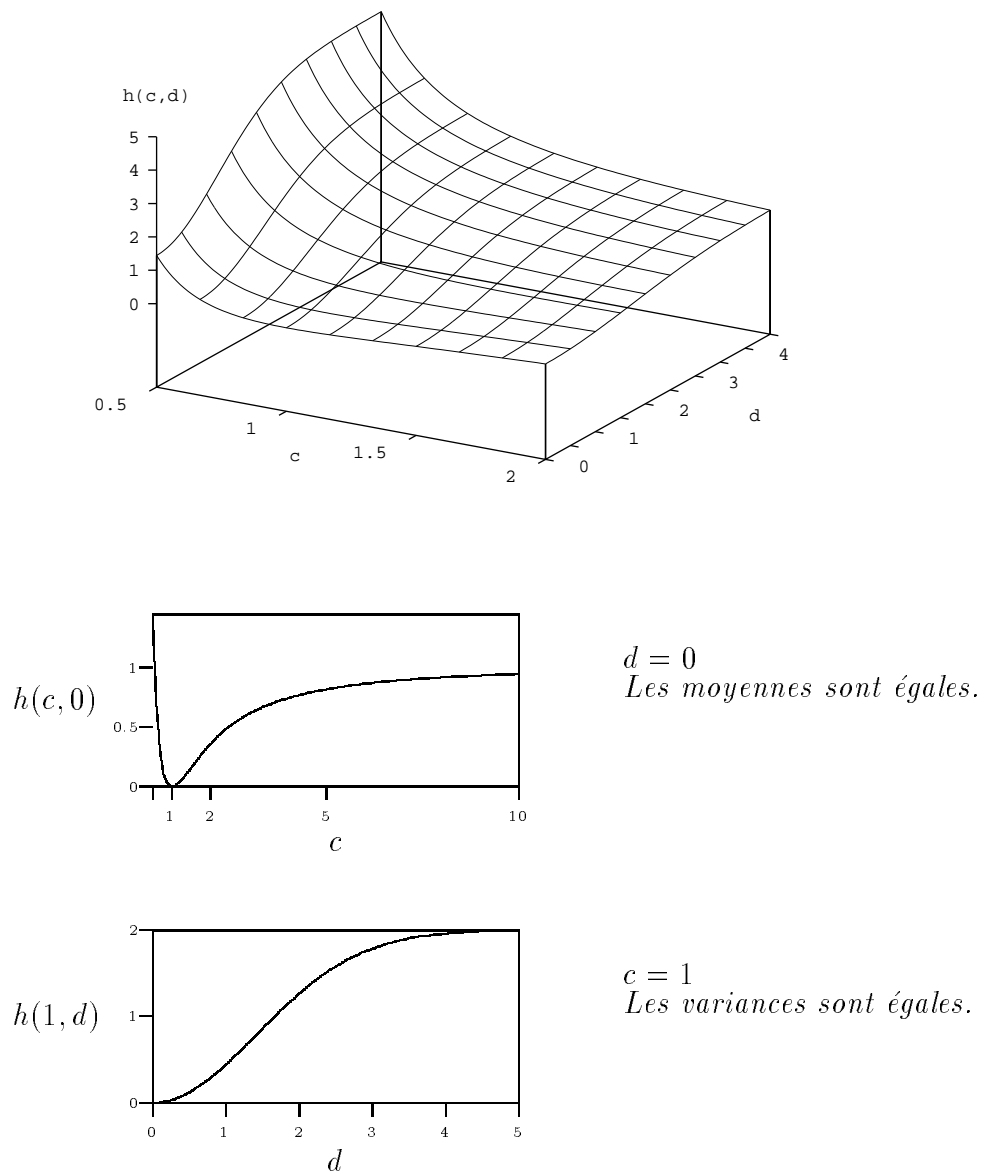 h(c,d)
5
4
3
2
1
0
0.5
1
c
1.5
2
0
1
2
3
4
d
1
0.5
0
h(c, 0)
1 2 5 10
c
d = 0
Les moyennes sont égales.
2
1
0
h(1, d)
0 1 2 3 4 5
d
c = 1
Les variances sont égales.